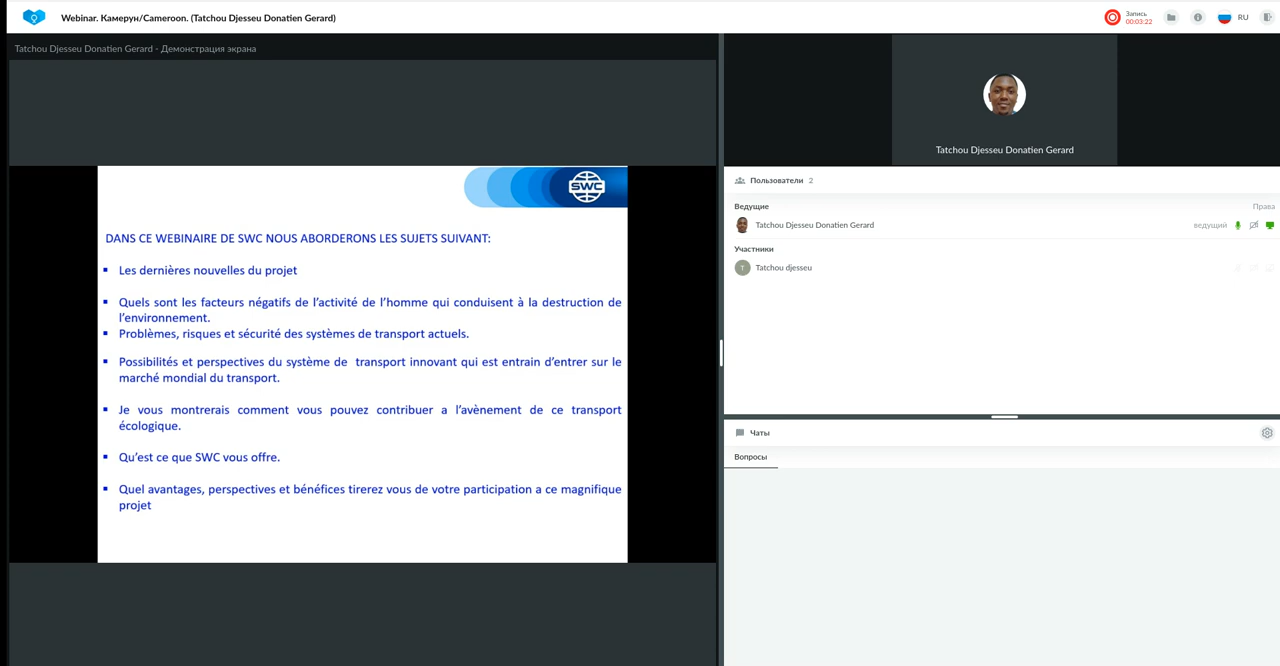 Webinar. Камерун/Cameroon. (Tatchou Djesseu Donatien Gerard)
Запись
00:03:22
RU
Tatchou Djesseu Donatien Gerard - Демонстрация экрана
SWC
DANS CE WEBINAIRE DE SWC NOUS ABORDERONS LES SUJETS SUIVANT:
▪ Les dernières nouvelles du projet
▪ Quels sont les facteurs négatifs de l'activité de l'homme qui conduisent à la destruction de
l'environnement.
▪ Problèmes, risques et sécurité des systèmes de transport actuels.
▪ Possibilités et perspectives du système de transport innovant qui est entrain d'entrer sur le
marché mondial du transport.
▪ Je vous montrerais comment vous pouvez contribuer a l'avènement de ce transport
écologique.
▪ Qu'est ce que SWC vous offre.
▪ Quel avantages, perspectives et bénéfices tirerez vous de votre participation a ce magnifique
projet
Tatchou Djesseu Donatien Gerard
Пользователи 2
Ведущие Права
Tatchou Djesseu Donatien Gerard ведущий
Участники
T Tatchou djesseu
Чаты
Вопросы